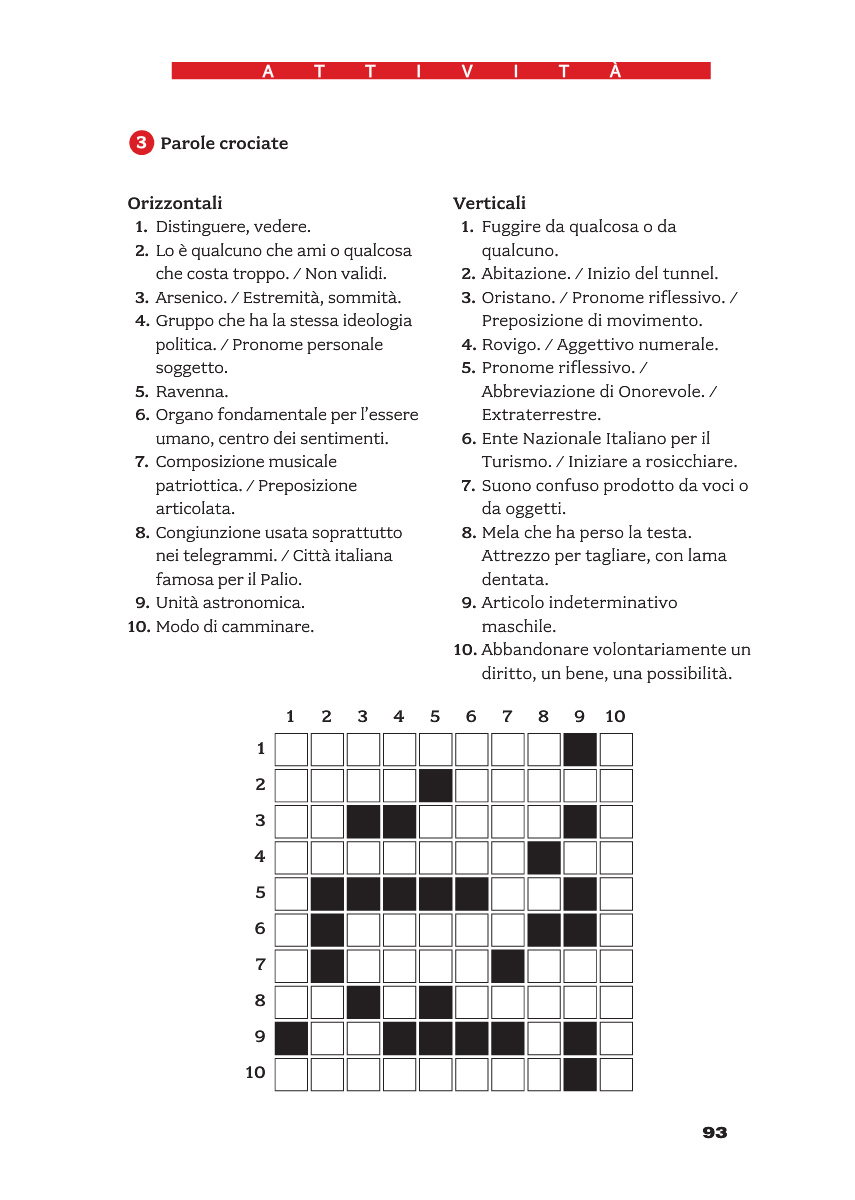 ATTIVITÀ
3 Parole crociate
Orizzontali
1. Distinguere, vedere.
2. Lo è qualcuno che ami o qualcosa
che costa troppo. / Non validi.
3. Arsenico. / Estremità, sommità.
4. Gruppo che ha la stessa ideologia
politica. / Pronome personale
soggetto.
5. Ravenna.
6. Organo fondamentale per l’essere
umano, centro dei sentimenti.
7. Composizione musicale
patriottica. / Preposizione
articolata.
8. Congiunzione usata soprattutto
nei telegrammi. / Città italiana
famosa per il Palio.
9. Unità astronomica.
10. Modo di camminare.
Verticali
1. Fuggire da qualcosa o da
qualcuno.
2. Abitazione. / Inizio del tunnel.
3. Oristano. / Pronome riflessivo. /
Preposizione di movimento.
4. Rovigo. / Aggettivo numerale.
5. Pronome riflessivo. /
Abbreviazione di Onorevole. /
Extraterrestre.
6. Ente Nazionale Italiano per il
Turismo. / Iniziare a rosicchiare.
7. Suono confuso prodotto da voci o
da oggetti.
8. Mela che ha perso la testa.
Attrezzo per tagliare, con lama
dentata.
9. Articolo indeterminativo
maschile.
10. Abbandonare volontariamente un
diritto, un bene, una possibilità.
1 2 3 4 5 6 7 8 9 10
1
2
3
4
5
6
7
8
9
10
93